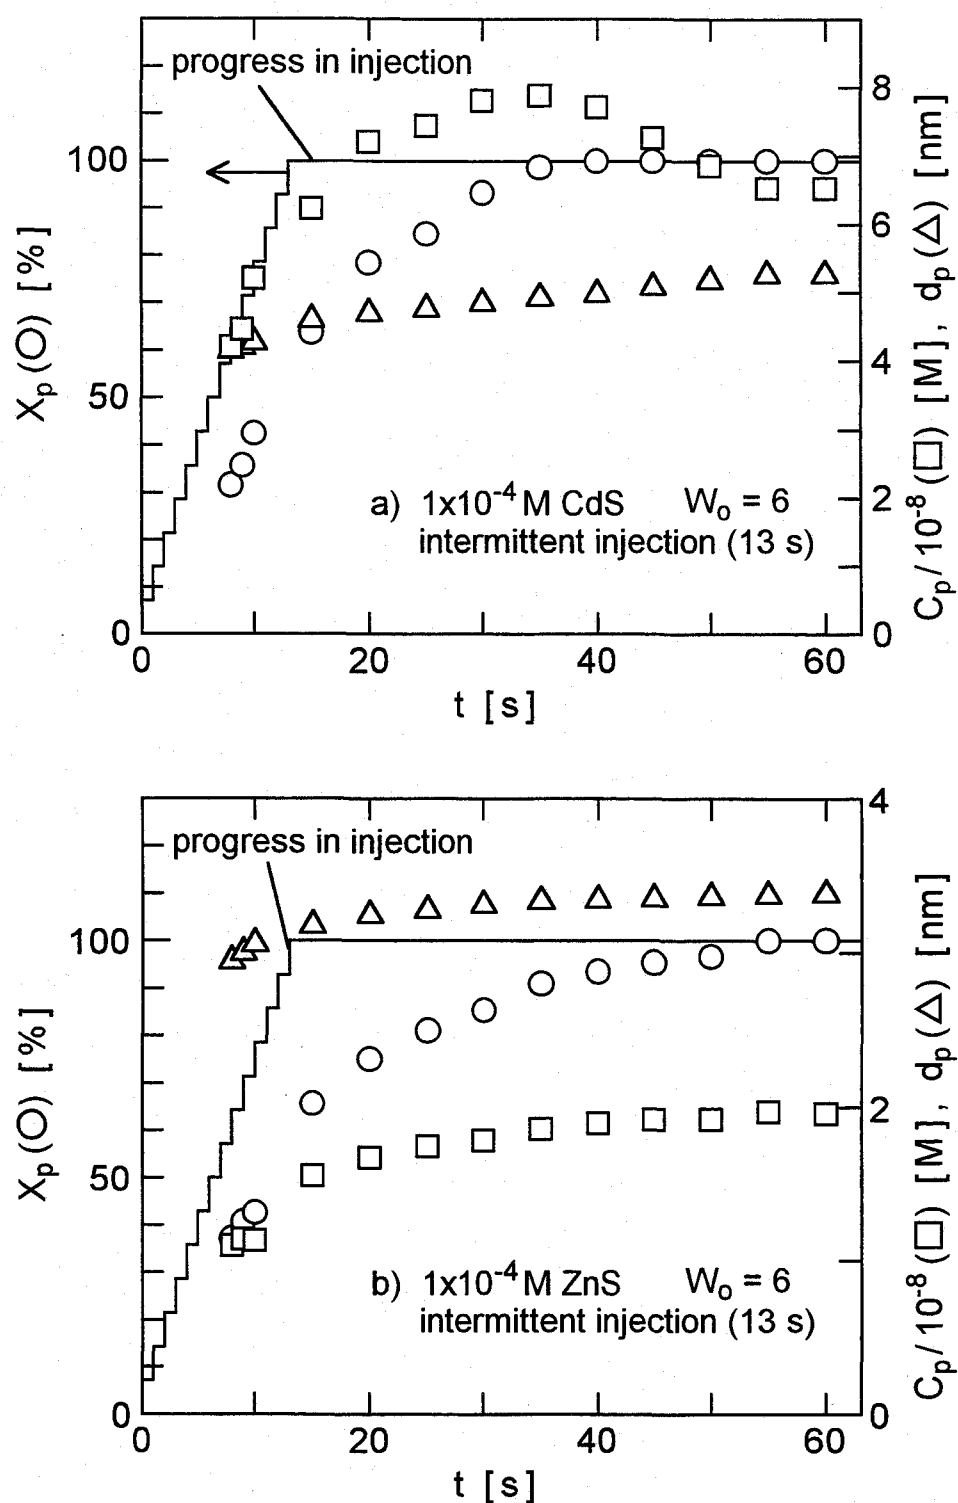 progress in injection
100
50
0
X_p (○) [%]
8
6
4
2
0
C_p / 10^-8 (□) [M], d_p (△) [nm]
a) 1x10^-4 M CdS W_o = 6
intermittent injection (13 s)
0 20 40 60
t [s]
progress in injection
100
50
0
X_p (○) [%]
4
2
0
C_p / 10^-8 (□) [M], d_p (△) [nm]
b) 1x10^-4 M ZnS W_o = 6
intermittent injection (13 s)
0 20 40 60
t [s]